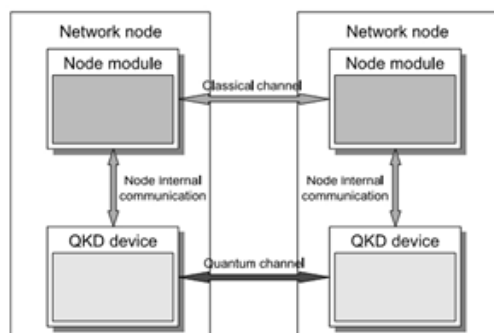 Network node
Network node
Node module
Node module
Classical channel
Node Internal
communication
Node Internal
communication
QKD device
QKD device
Quantum channel